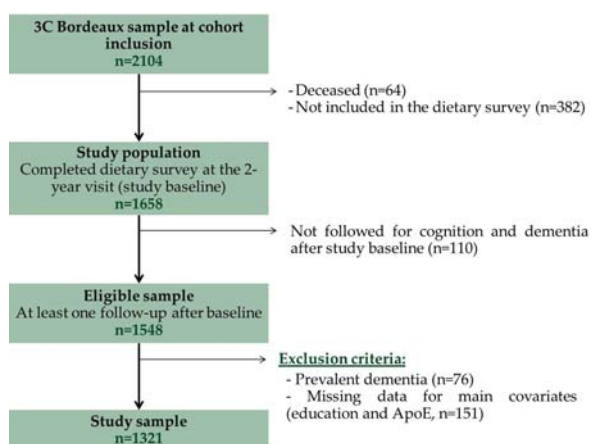 3C Bordeaux sample at cohort
inclusion
n=2104
- Deceased (n=64)
- Not included in the dietary survey (n=382)
Study population
Completed dietary survey at the 2-
year visit (study baseline)
n=1658
Not followed for cognition and dementia
after study baseline (n=110)
Eligible sample
At least one follow-up after baseline
n=1548
Exclusion criteria:
- Prevalent dementia (n=76)
- Missing data for main covariates
(education and ApoE, n=151)
Study sample
n=1321